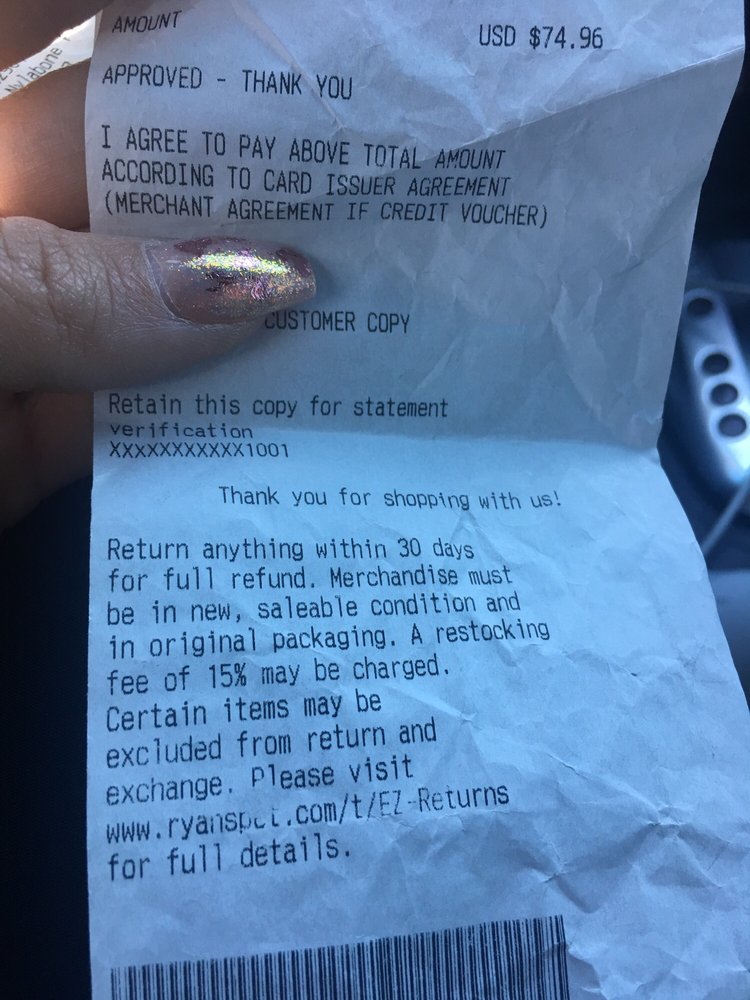 Nylabone
AMOUNT USD $74.96
APPROVED - THANK YOU
I AGREE TO PAY ABOVE TOTAL AMOUNT
ACCORDING TO CARD ISSUER AGREEMENT
(MERCHANT AGREEMENT IF CREDIT VOUCHER)
CUSTOMER COPY
Retain this copy for statement
verification
XXXXXXXXXXX1001
Thank you for shopping with us!
Return anything within 30 days
for full refund. Merchandise must
be in new, saleable condition and
in original packaging. A restocking
fee of 15% may be charged.
Certain items may be
excluded from return and
exchange. Please visit
www.ryanspet.com/t/EZ-Returns
for full details.